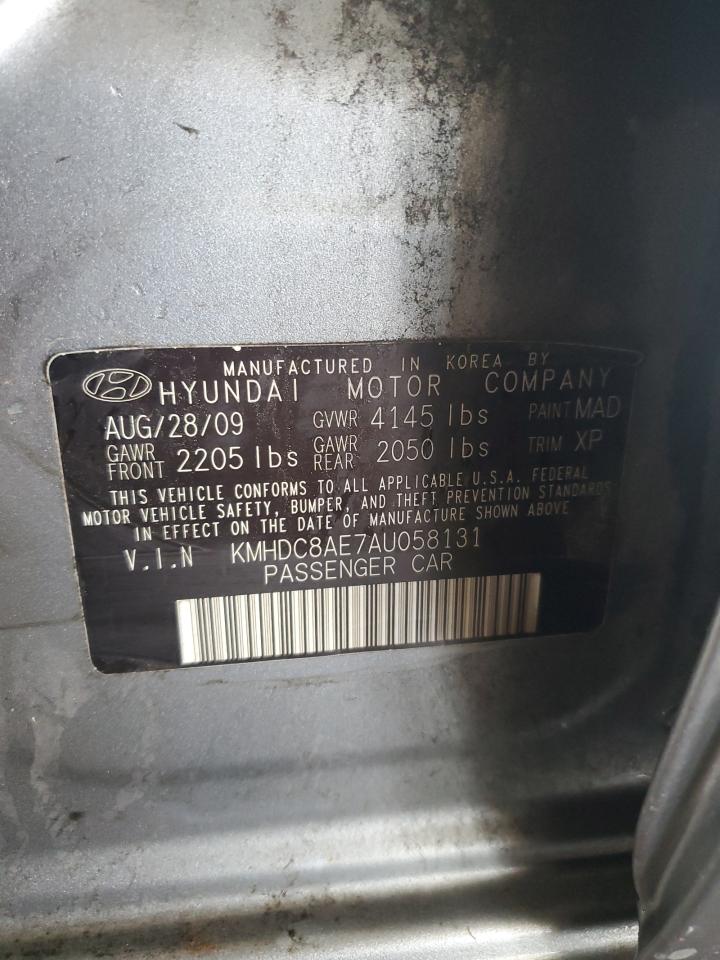 MANUFACTURED IN KOREA BY
HYUNDAI MOTOR COMPANY
AUG/28/09 GVWR 4145 lbs PAINT MAD
GAWR FRONT 2205 lbs GAWR REAR 2050 lbs TRIM XP
THIS VEHICLE CONFORMS TO ALL APPLICABLE U.S.A. FEDERAL
MOTOR VEHICLE SAFETY, BUMPER, AND THEFT PREVENTION STANDARDS
IN EFFECT ON THE DATE OF MANUFACTURE SHOWN ABOVE
V.I.N KMHDC8AE7AU058131
PASSENGER CAR